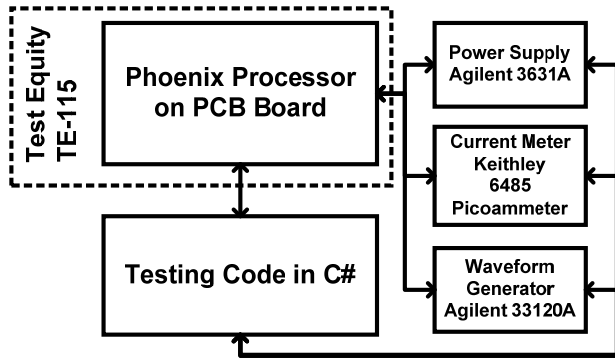 Test Equity
TE-115
Phoenix Processor
on PCB Board
Testing Code in C#
Power Supply
Agilent 3631A
Current Meter
Keithley
6485
Picoammeter
Waveform
Generator
Agilent 33120A